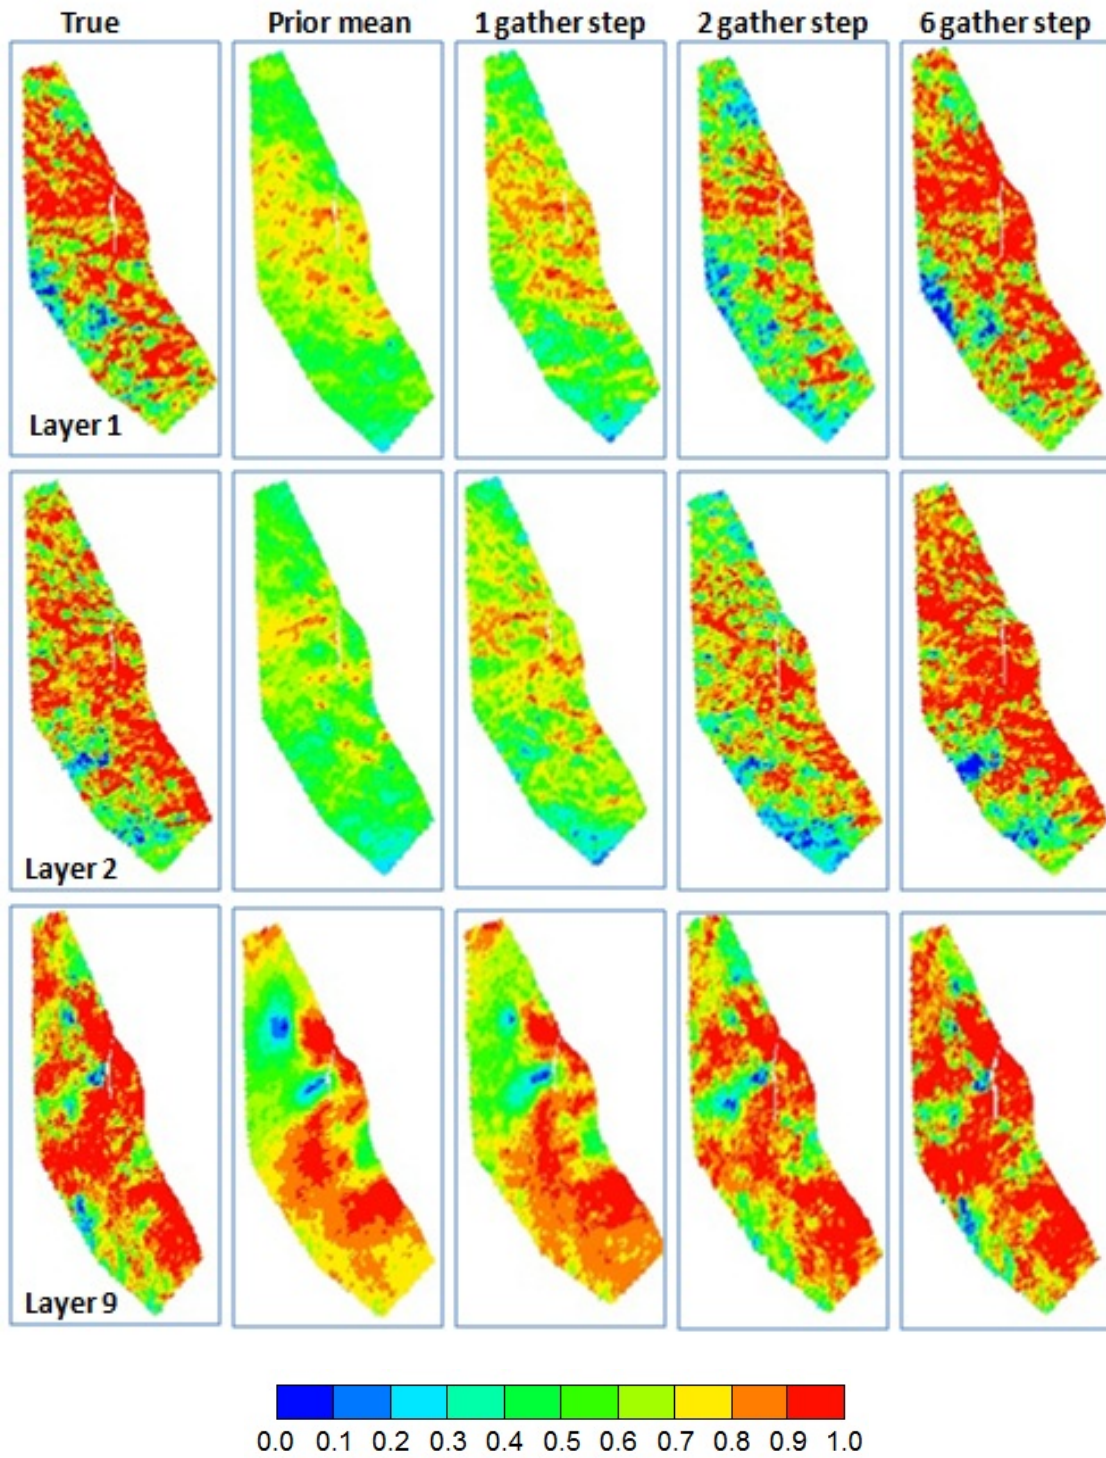 True Prior mean 1 gather step 2 gather step 6 gather step
Layer 1
Layer 2
Layer 9
0.0 0.1 0.2 0.3 0.4 0.5 0.6 0.7 0.8 0.9 1.0